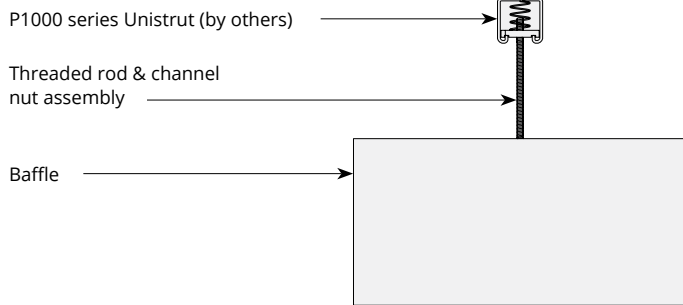 P1000 series Unistrut (by others)
Threaded rod & channel
nut assembly
Baffle